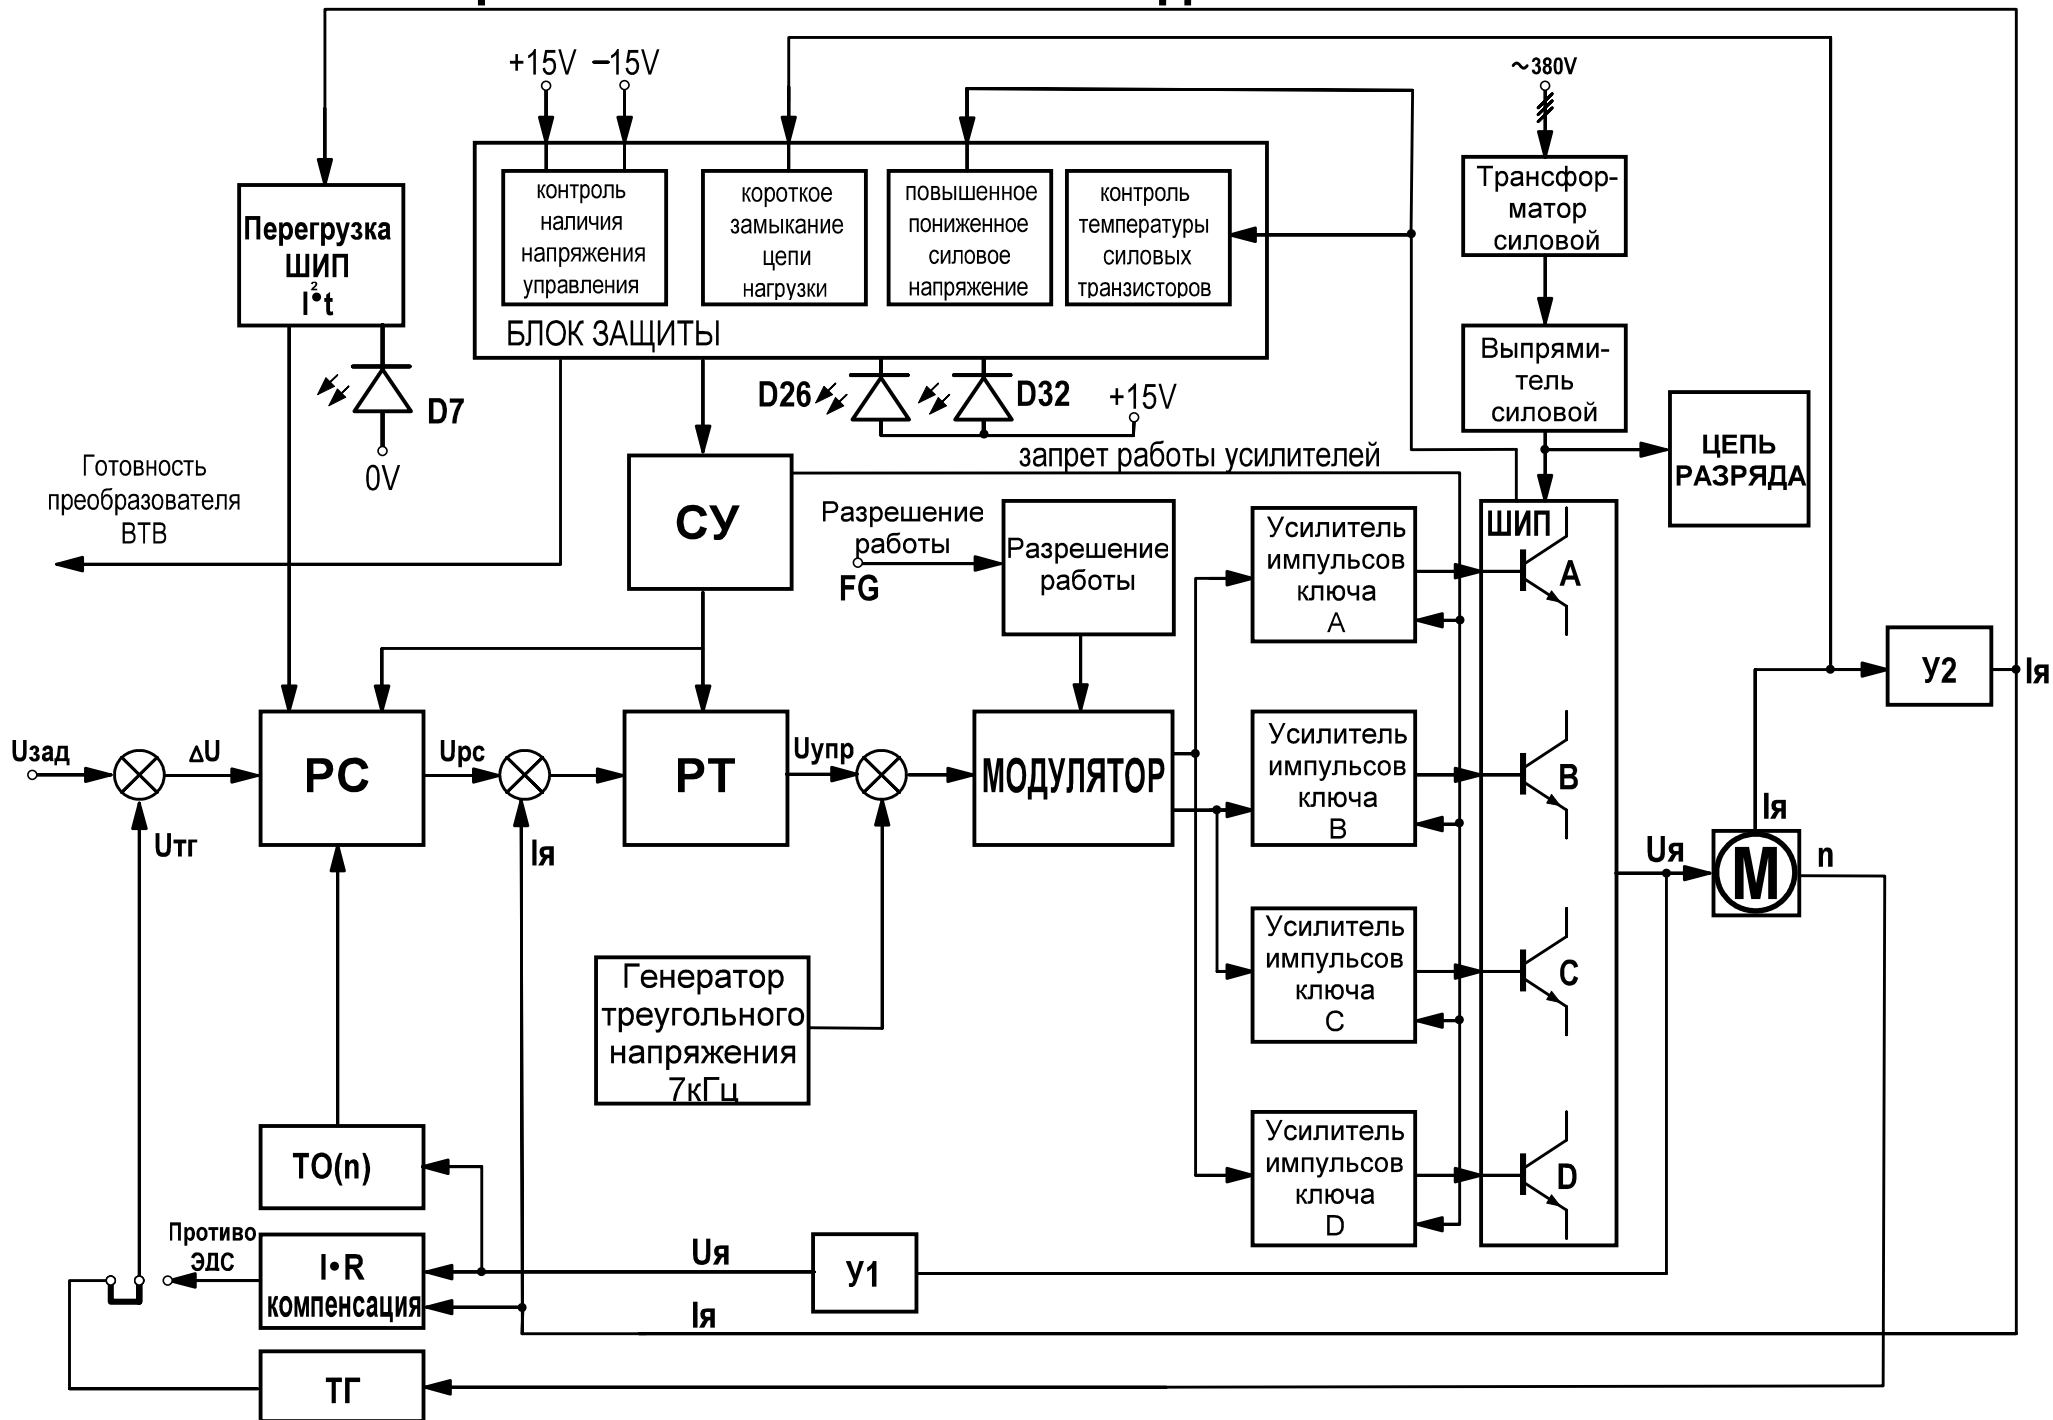 +15V
–15V
~380V
Перегрузка
ШИП
I²•t
контроль
наличия
напряжения
управления
короткое
замыкание
цепи
нагрузки
повышенное
пониженное
силовое
напряжение
контроль
температуры
силовых
транзисторов
БЛОК ЗАЩИТЫ
Трансфор-
матор
силовой
Выпрями-
тель
силовой
ЦЕПЬ
РАЗРЯДА
D7
0V
D26
D32
+15V
Готовность
преобразователя
ВТВ
запрет работы усилителей
СУ
Разрешение
работы
FG
Разрешение
работы
Усилитель
импульсов
ключа
A
ШИП
A
У2
Iя
Uзад
ΔU
РС
Uрс
РТ
Uупр
МОДУЛЯТОР
Усилитель
импульсов
ключа
B
B
Uтг
Iя
Iя
Uя
М
n
Генератор
треугольного
напряжения
7кГц
Усилитель
импульсов
ключа
C
C
ТО(n)
Усилитель
импульсов
ключа
D
D
Противо
ЭДС
I•R
компенсация
Uя
У1
Iя
ТГ